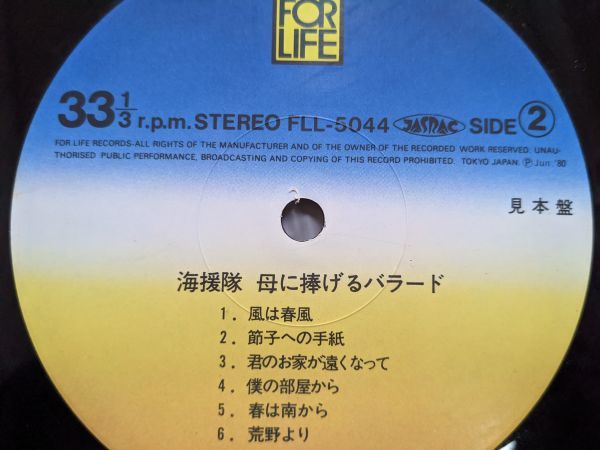 FOR
LIFE
33 1/3 r.p.m. STEREO FLL-5044 JASRAC SIDE ②
FOR LIFE RECORDS-ALL RIGHTS OF THE MANUFACTURER AND OF THE OWNER OF THE RECORDED WORK RESERVED. UNAU-
THORISED PUBLIC PERFORMANCE, BROADCASTING AND COPYING OF THIS RECORD PROHIBITED. TOKYO JAPAN. Ⓟ Jun. '80
見本盤
海援隊 母に捧げるバラード
1. 風は春風
2. 節子への手紙
3. 君のお家が遠くなって
4. 僕の部屋から
5. 春は南から
6. 荒野より